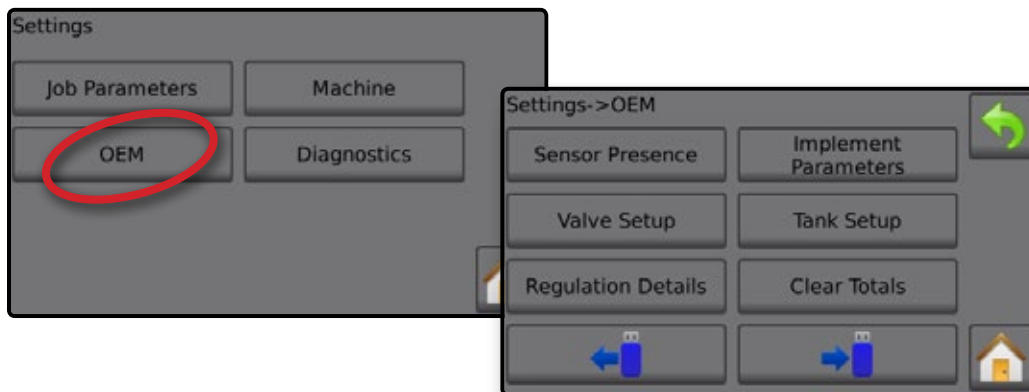 Settings
Job Parameters
Machine
OEM
Diagnostics
Settings->OEM
Sensor Presence
Implement
Parameters
Valve Setup
Tank Setup
Regulation Details
Clear Totals